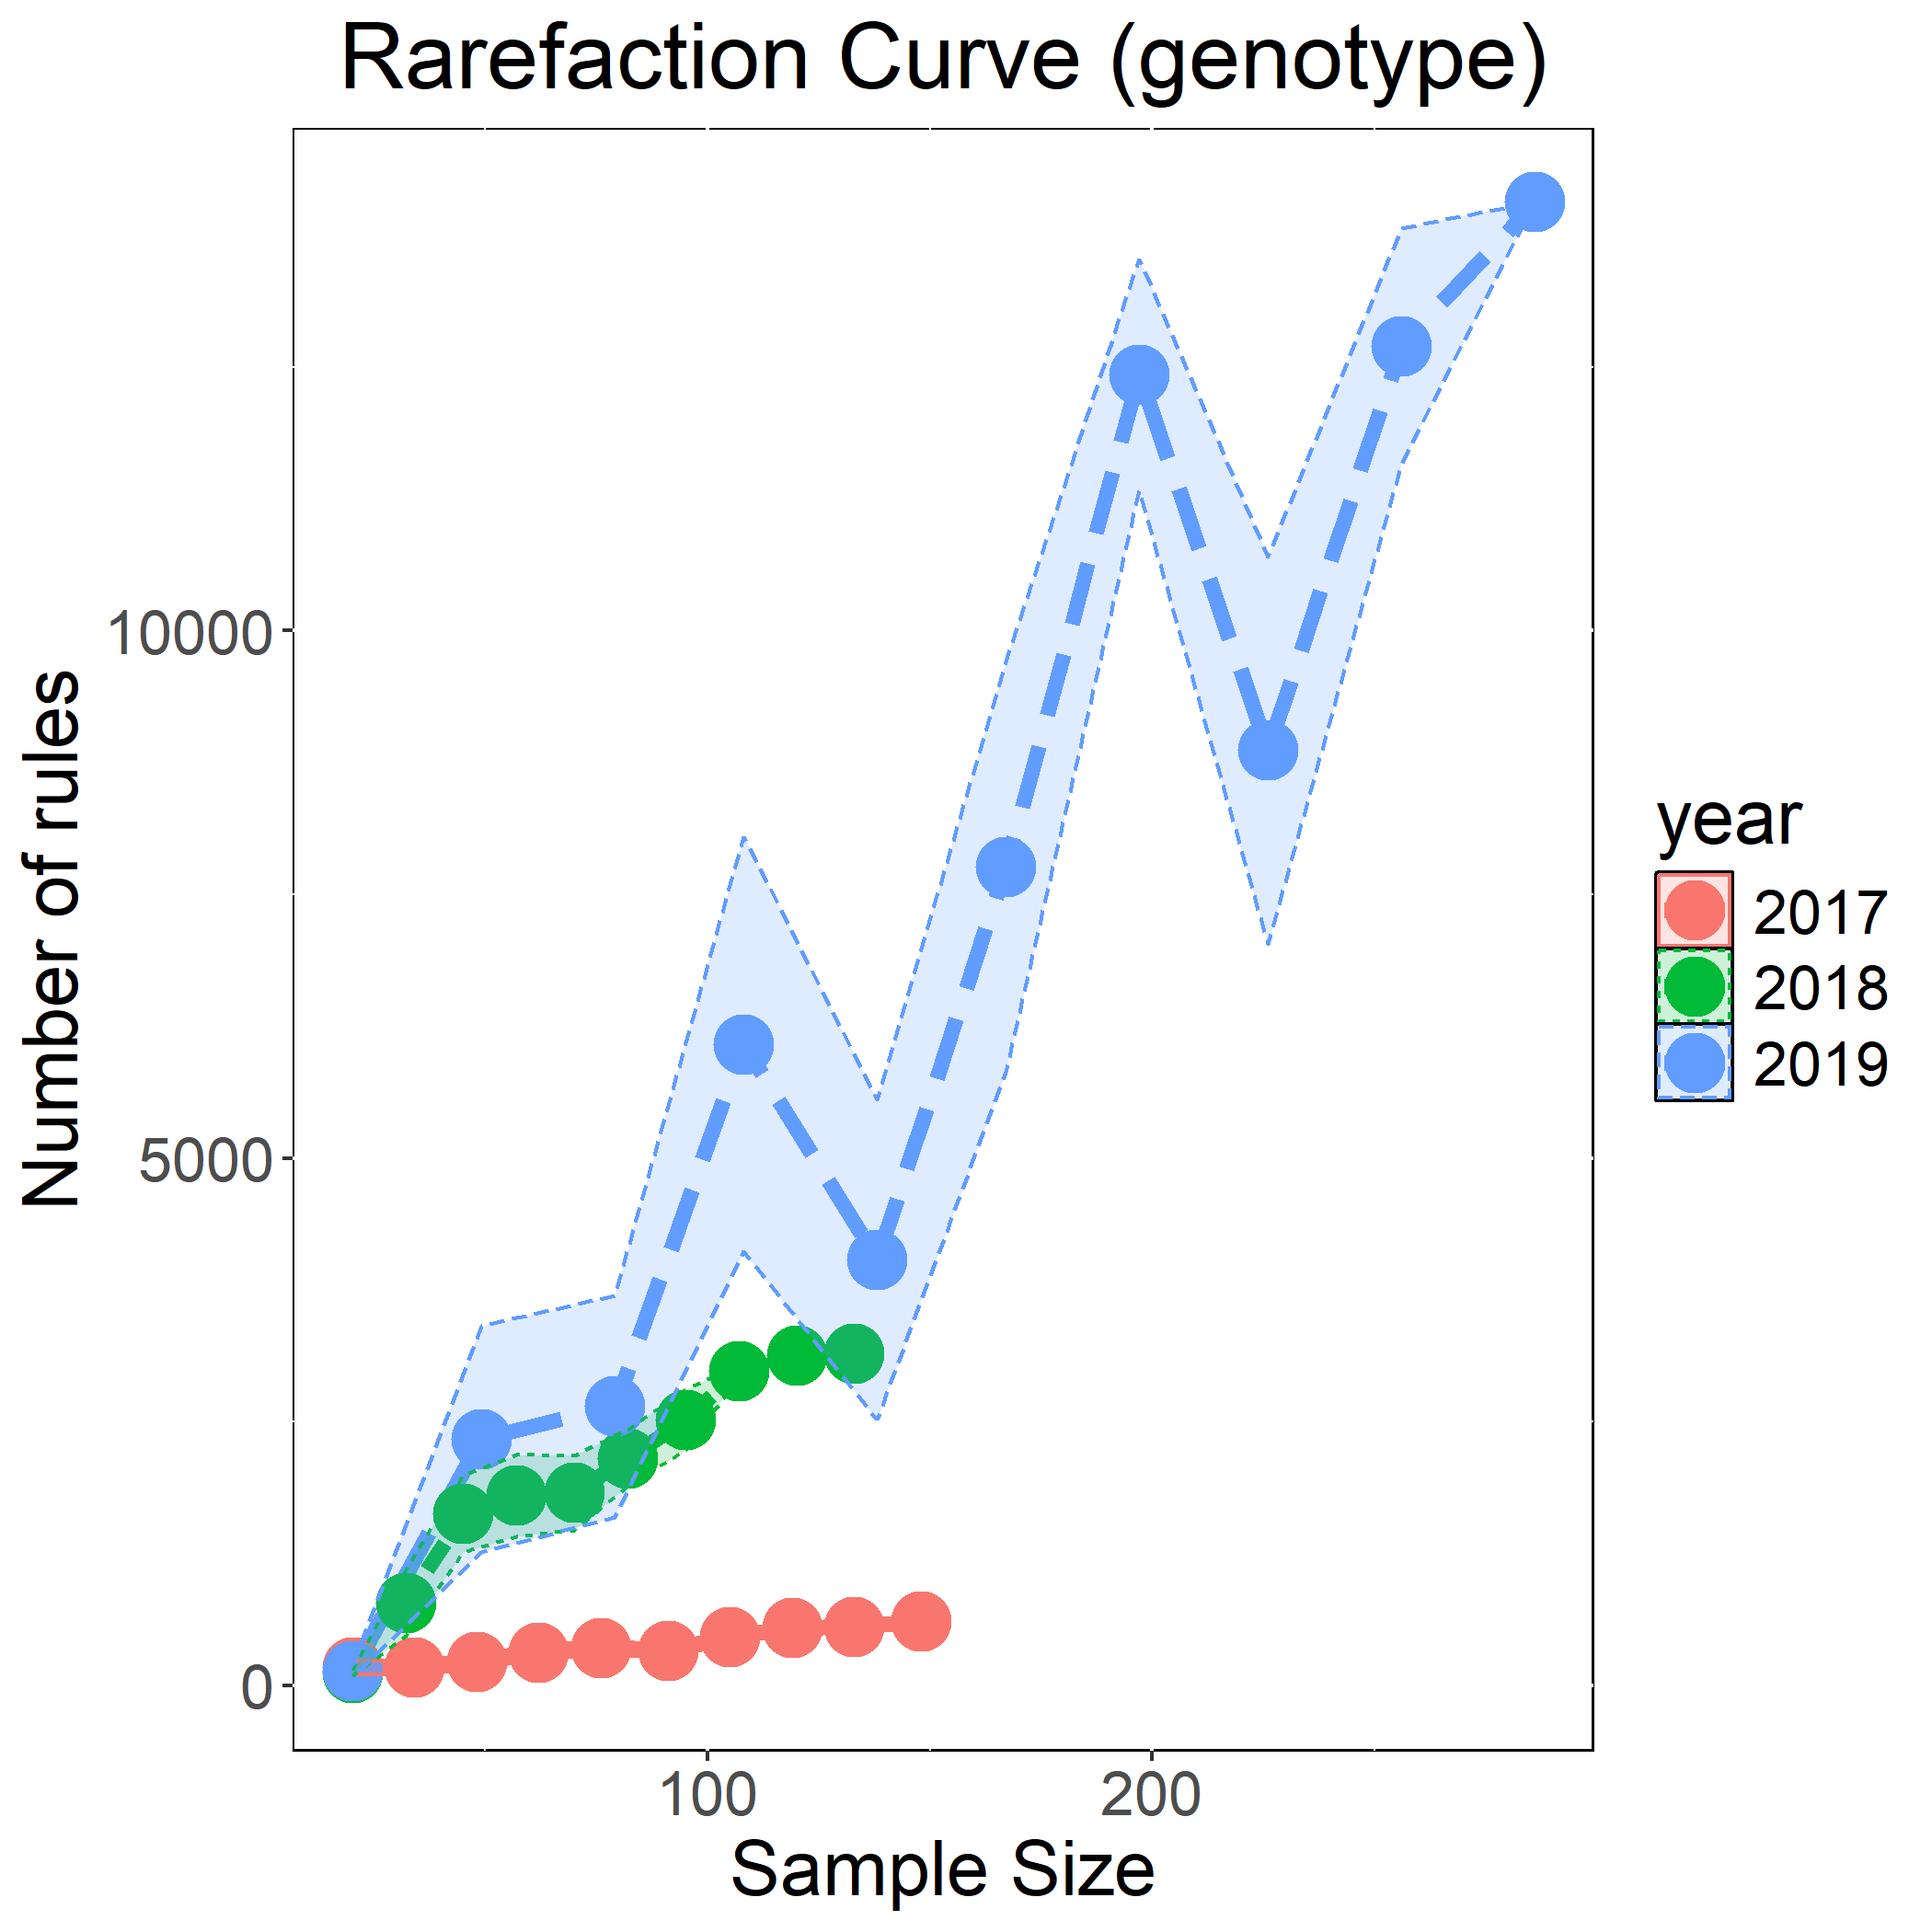 Rarefaction Curve (genotype)
Number of rules
10000
5000
0
100
200
Sample Size
year
2017
2018
2019